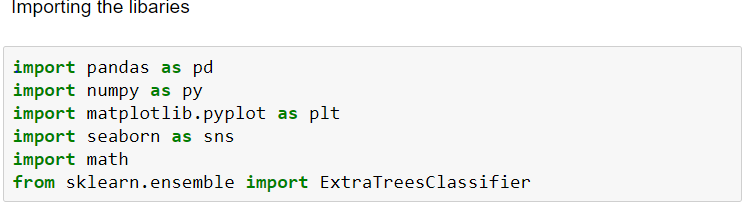 Importing the libaries
import pandas as pd
import numpy as py
import matplotlib.pyplot as plt
import seaborn as sns
import math
from sklearn.ensemble import ExtraTreesClassifier